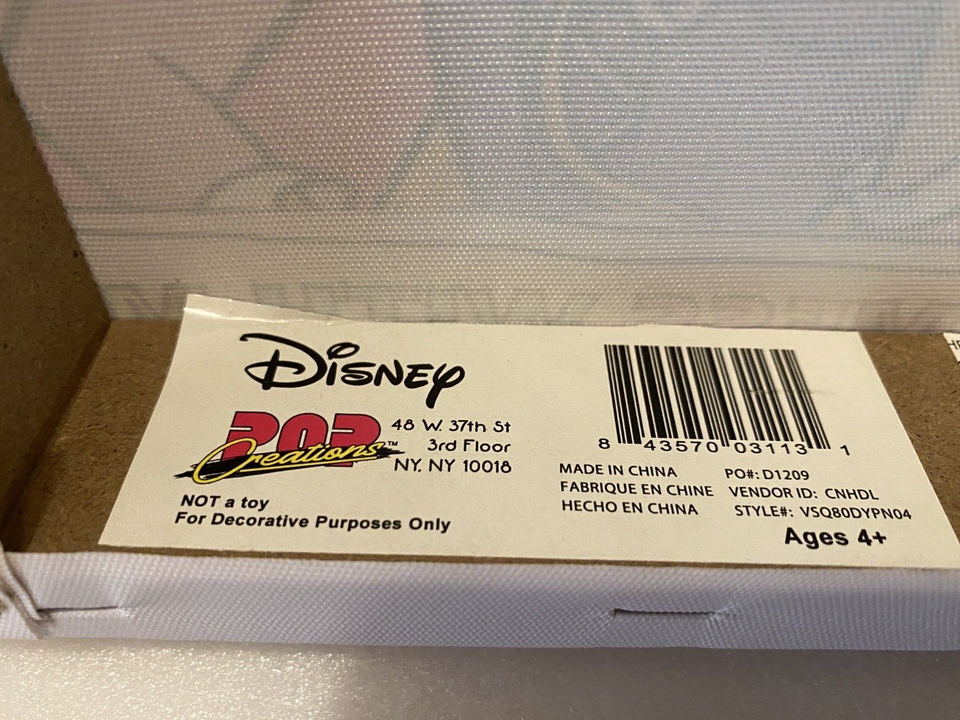 Disney
POP
Creations™
48 W. 37th St
3rd Floor
NY, NY 10018
NOT a toy
For Decorative Purposes Only
8 43570 03113 1
MADE IN CHINA
FABRIQUE EN CHINE
HECHO EN CHINA
PO#: D1209
VENDOR ID: CNHDL
STYLE#: VSQ80DYPN04
Ages 4+